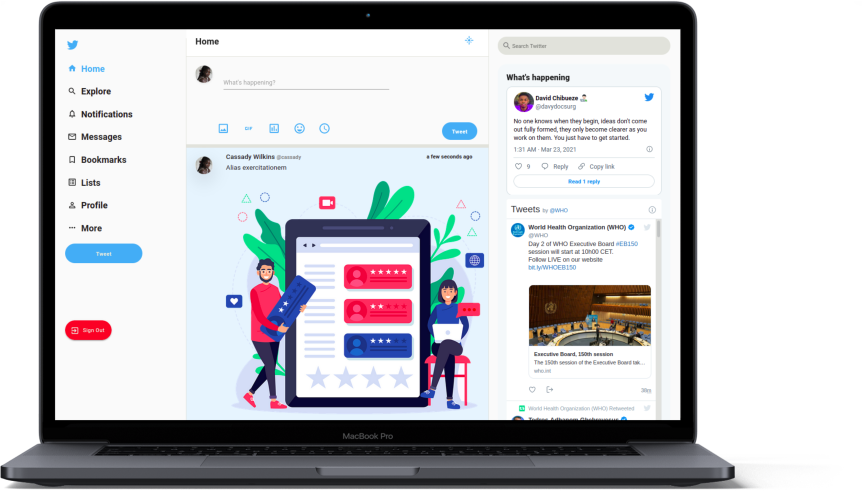 Home
Explore
Notifications
Messages
Bookmarks
Lists
Profile
More
Tweet
Sign Out
Home
What's happening?
GIF
Tweet
Cassady Wilkins @cassady
a few seconds ago
Alias exercitationem
Search Twitter
What's happening
David Chibueze
@davydocsurg
No one knows when they begin, ideas don't come
out fully formed, they only become clearer as you
work on them. You just have to get started.
1:31 AM · Mar 23, 2021
9 Reply Copy link
Read 1 reply
Tweets by @WHO
World Health Organization (WHO)
@WHO
Day 2 of WHO Executive Board #EB150
session will start at 10h00 CET.
Follow LIVE on our website
bit.ly/WHOEB150
Executive Board, 150th session
The 150th session of the Executive Board tak...
who.int
36m
World Health Organization (WHO) Retweeted
MacBook Pro